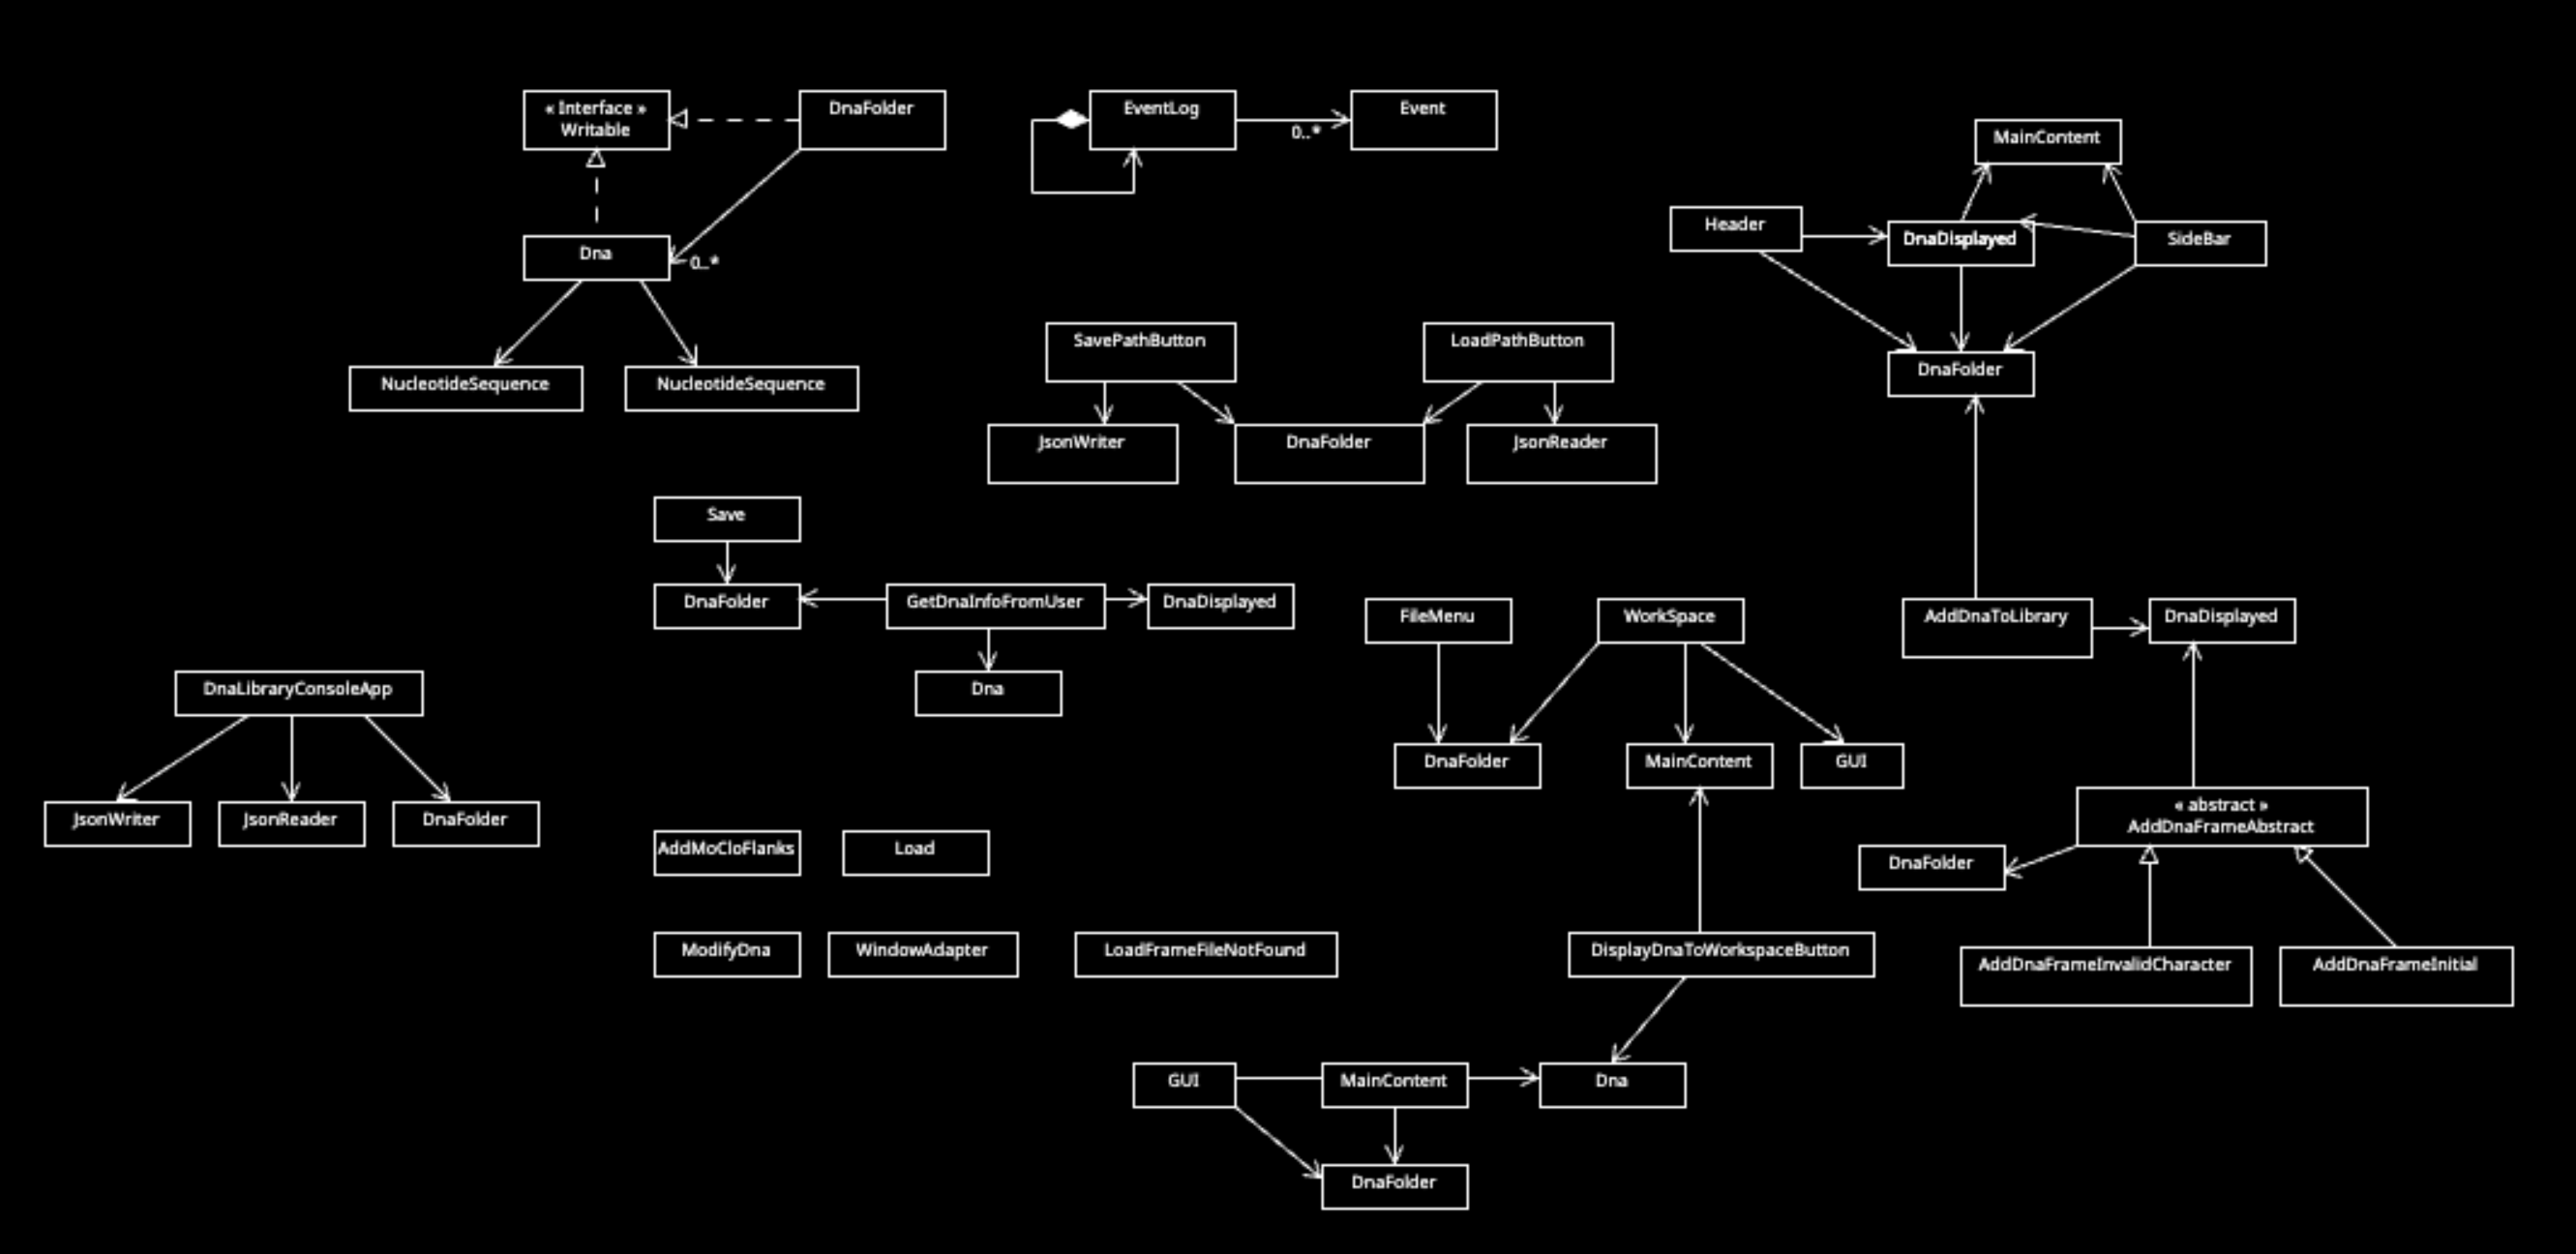 « Interface »
Writable
DnaFolder
EventLog
Event
0..*
MainContent
Header
DnaDisplayed
SideBar
Dna
0..*
SavePathButton
LoadPathButton
DnaFolder
NucleotideSequence
NucleotideSequence
JsonWriter
DnaFolder
JsonReader
Save
DnaFolder
GetDnaInfoFromUser
DnaDisplayed
FileMenu
WorkSpace
AddDnaToLibrary
DnaDisplayed
DnaLibraryConsoleApp
Dna
DnaFolder
MainContent
GUI
JsonWriter
JsonReader
DnaFolder
« abstract »
AddDnaFrameAbstract
AddMoCloFlanks
Load
DnaFolder
ModifyDna
WindowAdapter
LoadFrameFileNotFound
DisplayDnaToWorkspaceButton
AddDnaFrameInvalidCharacter
AddDnaFrameInitial
GUI
MainContent
Dna
DnaFolder